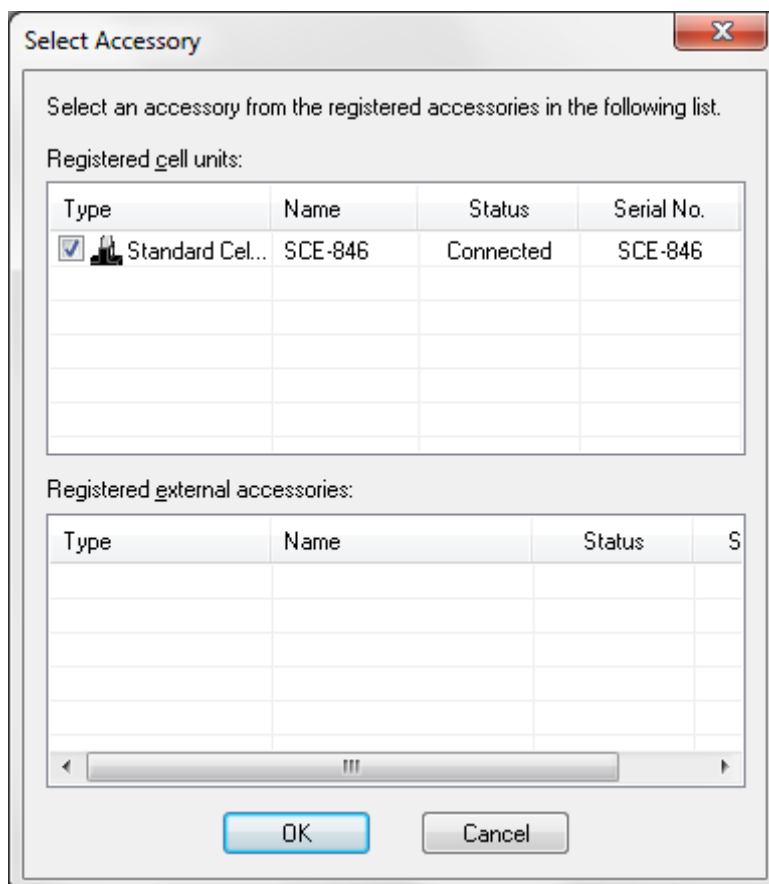 Select Accessory
Select an accessory from the registered accessories in the following list.
Registered cell units:
Type Name Status Serial No.
Standard Cel... SCE-846 Connected SCE-846
Registered external accessories:
Type Name Status S
OK Cancel